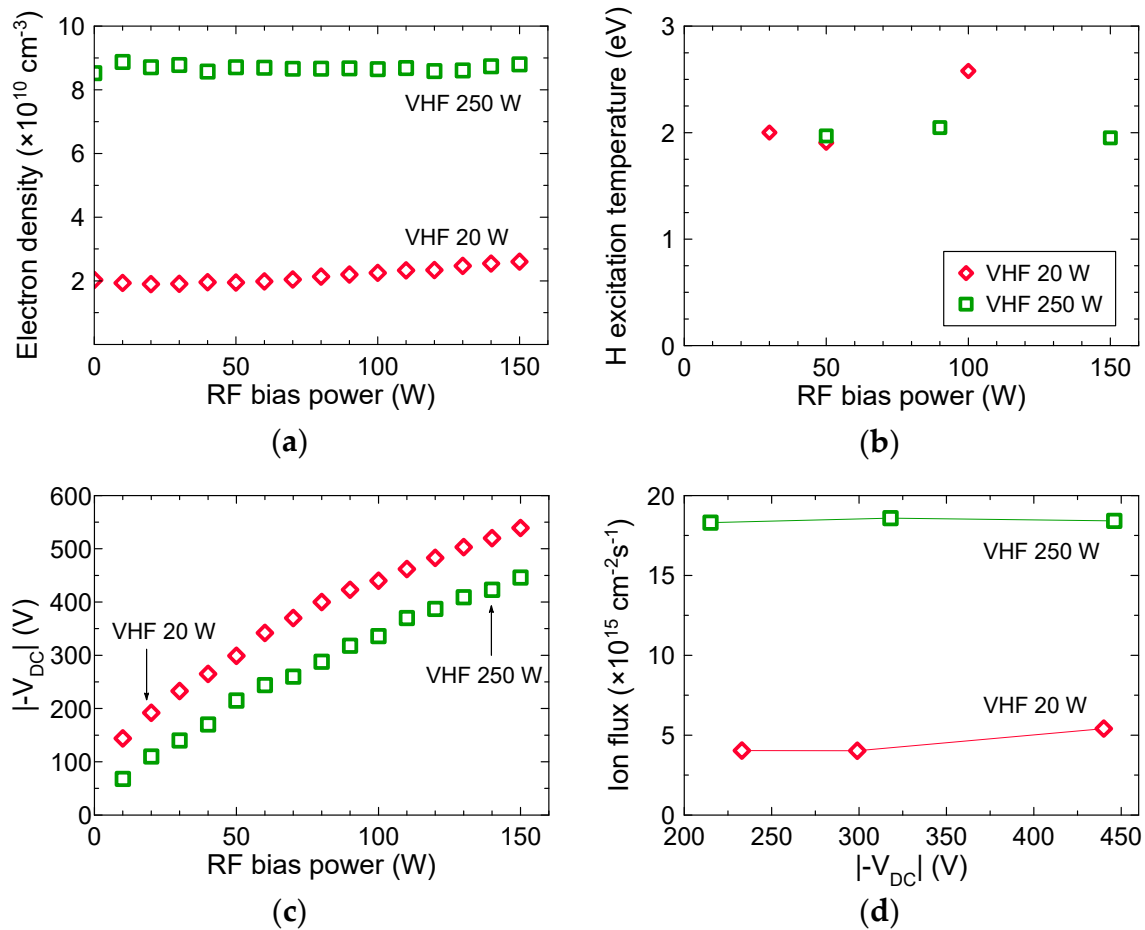 Electron density (×10¹⁰ cm⁻³)
10
8
6
4
2
0
VHF 250 W
VHF 20 W
0 50 100 150
RF bias power (W)
(a)
H excitation temperature (eV)
3
2
1
0
VHF 20 W
VHF 250 W
0 50 100 150
RF bias power (W)
(b)
|-V_DC| (V)
600
500
400
300
200
100
0
VHF 20 W
VHF 250 W
0 50 100 150
RF bias power (W)
(c)
Ion flux (×10¹⁵ cm⁻²s⁻¹)
20
15
10
5
0
VHF 250 W
VHF 20 W
200 250 300 350 400 450
|-V_DC| (V)
(d)